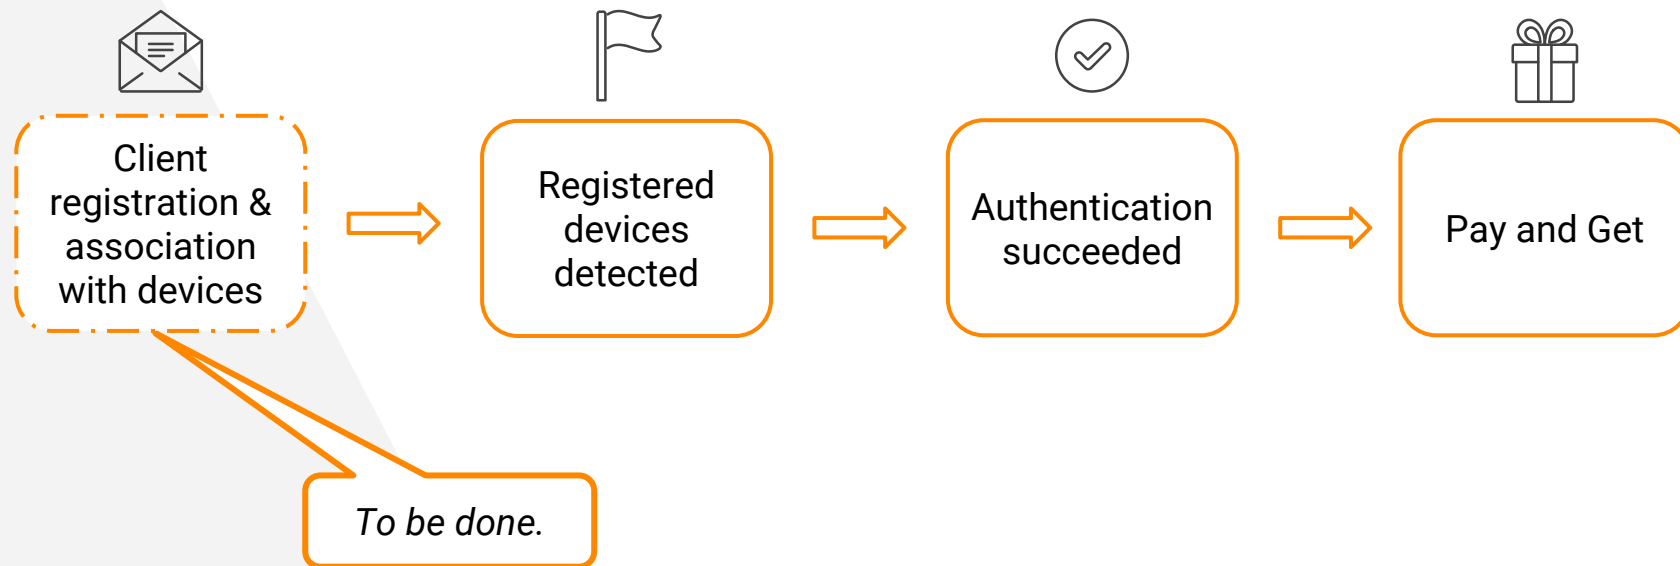 Client
registration &
association
with devices
Registered
devices
detected
Authentication
succeeded
Pay and Get
To be done.